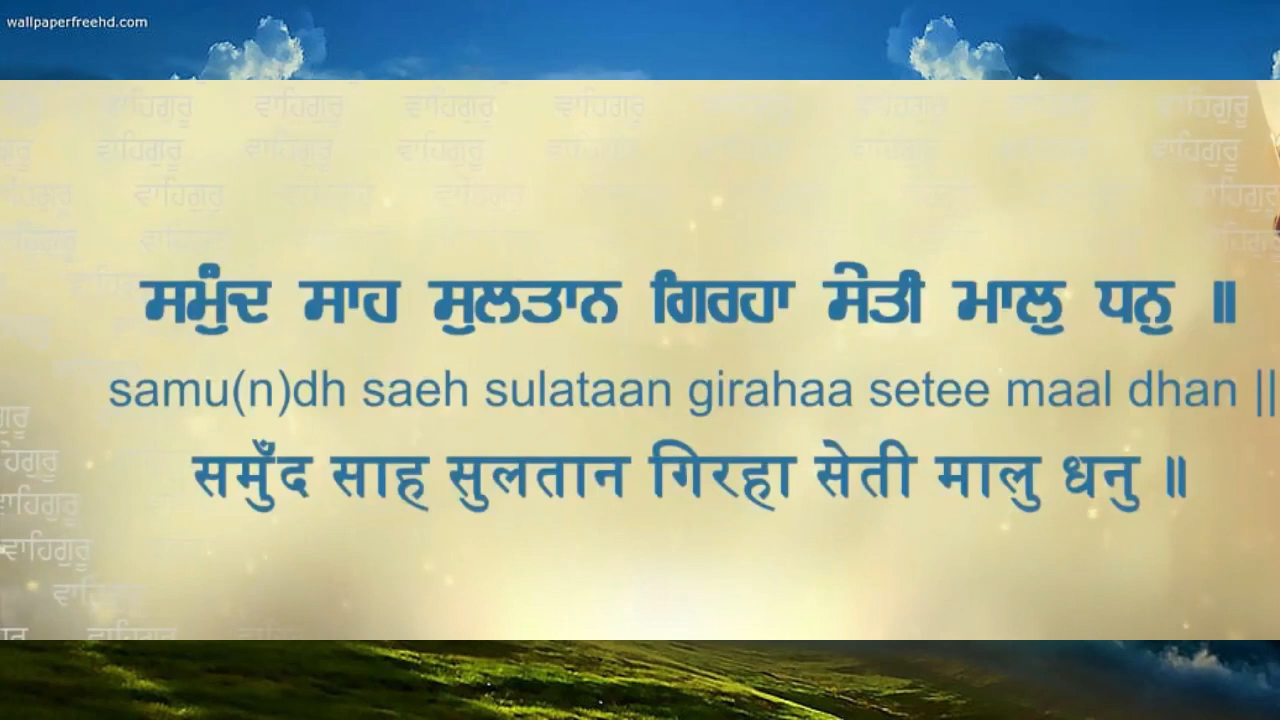 wallpaperfreehd.com
ਵਾਹਿਗੁਰੂ ਵਾਹਿਗੁਰੂ ਵਾਹਿਗੁਰੂ ਵਾਹਿਗੁਰੂ ਵਾਹਿਗੁਰੂ ਵਾਹਿਗੁਰੂ
ਵਾਹਿਗੁਰੂ ਵਾਹਿਗੁਰੂ ਵਾਹਿਗੁਰੂ ਵਾਹਿਗੁਰੂ ਵਾਹਿਗੁਰੂ
ਵਾਹਿਗੁਰੂ ਵਾਹਿਗੁਰੂ
ਵਾਹਿਗੁਰੂ
ਸਮੁੰਦ ਸਾਹ ਸੁਲਤਾਨ ਗਿਰਹਾ ਸੇਤੀ ਮਾਲੁ ਧਨੁ ॥
samu(n)dh saeh sulataan girahaa setee maal dhan ||
समुँद साह सुलतान गिरहा सेती मालु धनु ॥
ਵਾਹਿਗੁਰੂ
ਵਾਹਿਗੁਰੂ